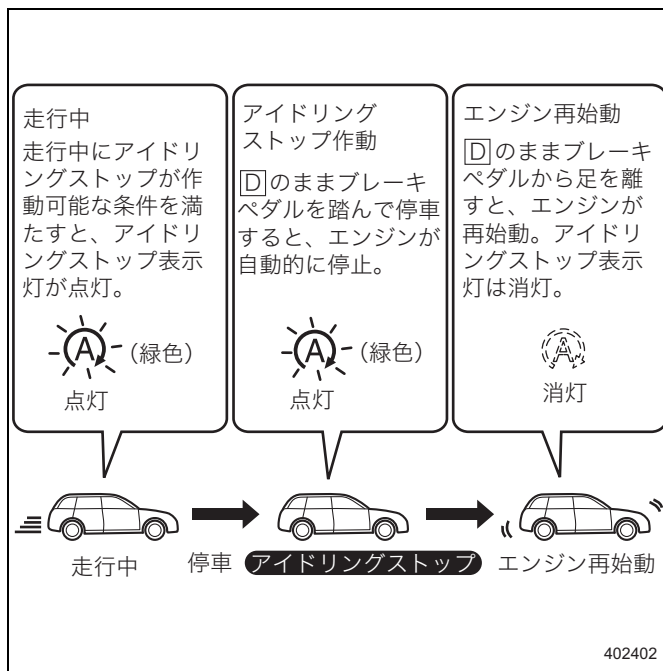 走行中
走行中にアイドリ
ングストップが作
動可能な条件を満
たすと、アイドリ
ングストップ表示
灯が点灯。
A
(緑色)
点灯
アイドリング
ストップ作動
Dのままブレーキ
ペダルを踏んで停車
すると、エンジンが
自動的に停止。
A
(緑色)
点灯
エンジン再始動
Dのままブレーキ
ペダルから足を離
すと、エンジンが
再始動。アイドリ
ングストップ表示
灯は消灯。
A
消灯
走行中
停車
アイドリングストップ
エンジン再始動
402402